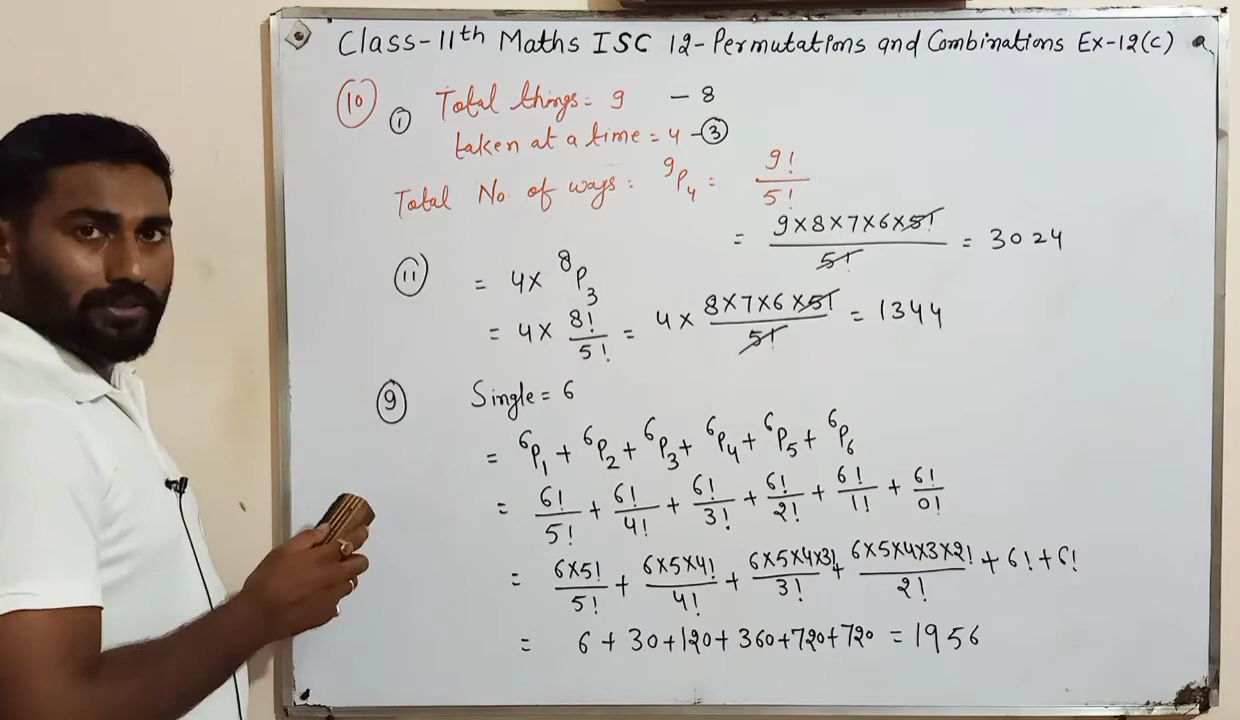 Class-11th Maths ISC 12-Permutations and Combinations Ex-12(c)
(10) (i) Total things = 9 - 8
taken at a time = 4 - (3)
Total No. of ways = ⁹P₄ = 9!/5!
= 9×8×7×6×5!/5! = 3024
(ii) = 4× ⁸P₃
= 4× 8!/5! = 4× 8×7×6×5!/5! = 1344
(9) Single = 6
= ⁶P₁ + ⁶P₂ + ⁶P₃ + ⁶P₄ + ⁶P₅ + ⁶P₆
= 6!/5! + 6!/4! + 6!/3! + 6!/2! + 6!/1! + 6!/0!
= 6×5!/5! + 6×5×4!/4! + 6×5×4×3!/3! + 6×5×4×3×2!/2! + 6! + 6!
= 6 + 30 + 120 + 360 + 720 + 720 = 1956